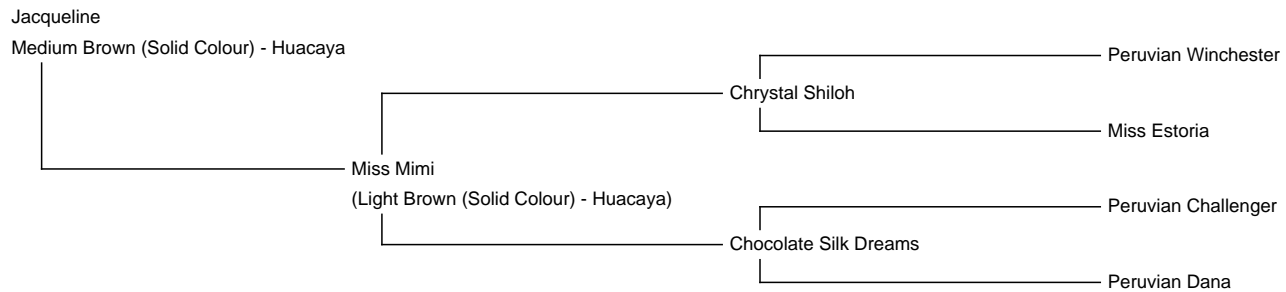 Jacqueline
Medium Brown (Solid Colour) - Huacaya
Peruvian Winchester
Chrystal Shiloh
Miss Estoria
Miss Mimi
(Light Brown (Solid Colour) - Huacaya)
Peruvian Challenger
Chocolate Silk Dreams
Peruvian Dana